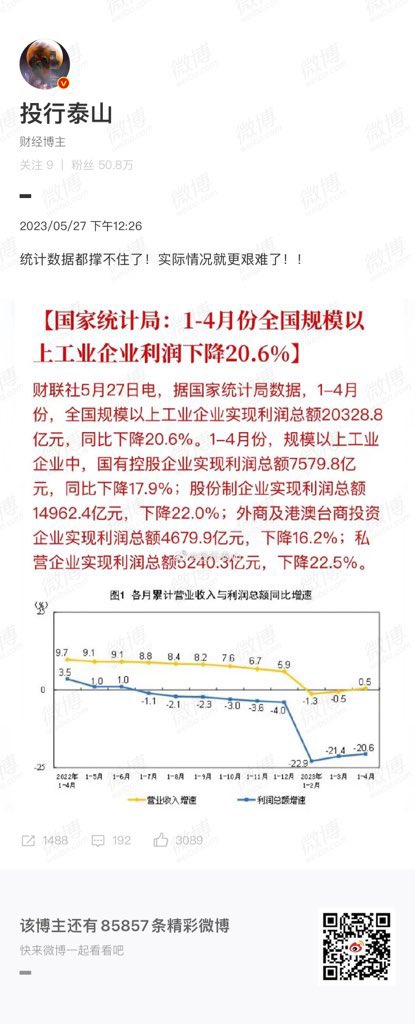 投行泰山
财经博主
关注 9 | 粉丝 50.8万
2023/05/27 下午12:26
统计数据都撑不住了！实际情况就更艰难了！！
【国家统计局：1-4月份全国规模以
上工业企业利润下降20.6%】
财联社5月27日电，据国家统计局数据，1—4月
份，全国规模以上工业企业实现利润总额20328.8
亿元，同比下降20.6%。1—4月份，规模以上工业
企业中，国有控股企业实现利润总额7579.8亿
元，同比下降17.9%；股份制企业实现利润总额
14962.4亿元，下降22.0%；外商及港澳台商投资
企业实现利润总额4679.9亿元，下降16.2%；私
营企业实现利润总额5240.3亿元，下降22.5%。
图1 各月累计营业收入与利润总额同比增速
(%)
25
9.7 9.1 9.1 8.8 8.4 8.2 7.6 6.7 5.9 -1.3 -0.5 0.5
3.5 1.0 1.0 -1.1 -2.1 -2.3 -3.0 -3.6 -4.0 -22.9 -21.4 -20.6
0
-25
2022年 1-5月 1-6月 1-7月 1-8月 1-9月 1-10月 1-11月 1-12月 2023年 1-3月 1-4月
1-4月 1-2月
营业收入增速 利润总额增速
1488 192 3089
该博主还有85857条精彩微博
快来微博一起看看吧
微博
weibo.com